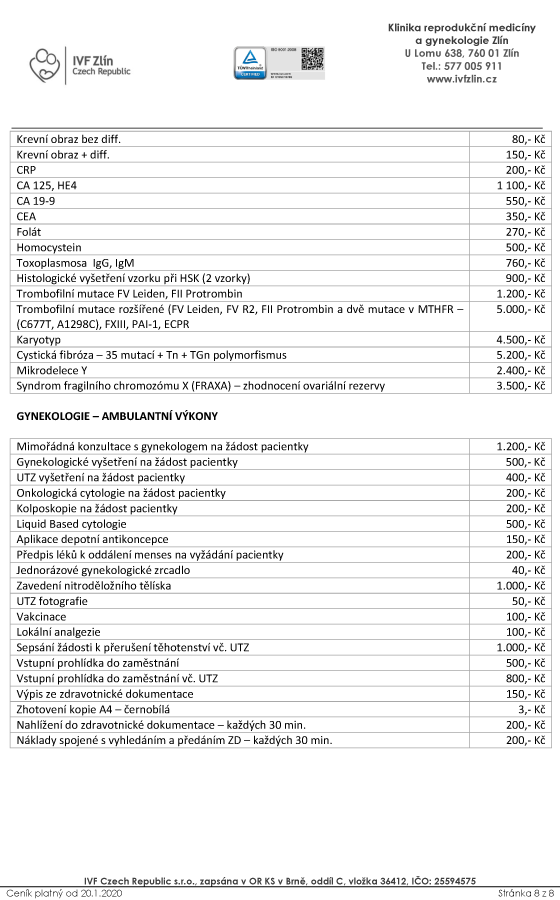 Klinika reprodukční medicíny
a gynekologie Zlín
U Lomu 638, 760 01 Zlín
Tel.: 577 005 911
www.ivfzlin.cz
IVF Zlín
Czech Republic
ISO 9001:2008
TÜVRheinland
CERTIFIED
Krevní obraz bez diff. 80,- Kč
Krevní obraz + diff. 150,- Kč
CRP 200,- Kč
CA 125, HE4 1 100,- Kč
CA 19-9 550,- Kč
CEA 350,- Kč
Folát 270,- Kč
Homocystein 500,- Kč
Toxoplasmosa IgG, IgM 760,- Kč
Histologické vyšetření vzorku při HSK (2 vzorky) 900,- Kč
Trombofilní mutace FV Leiden, FII Protrombin 1.200,- Kč
Trombofilní mutace rozšířené (FV Leiden, FV R2, FII Protrombin a dvě mutace v MTHFR – 5.000,- Kč
(C677T, A1298C), FXIII, PAI-1, ECPR
Karyotyp 4.500,- Kč
Cystická fibróza – 35 mutací + Tn + TGn polymorfismus 5.200,- Kč
Mikrodelece Y 2.400,- Kč
Syndrom fragilního chromozómu X (FRAXA) – zhodnocení ovariální rezervy 3.500,- Kč
GYNEKOLOGIE – AMBULANTNÍ VÝKONY
Mimořádná konzultace s gynekologem na žádost pacientky 1.200,- Kč
Gynekologické vyšetření na žádost pacientky 500,- Kč
UTZ vyšetření na žádost pacientky 400,- Kč
Onkologická cytologie na žádost pacientky 200,- Kč
Kolposkopie na žádost pacientky 200,- Kč
Liquid Based cytologie 500,- Kč
Aplikace depotní antikoncepce 150,- Kč
Předpis léků k oddálení menses na vyžádání pacientky 200,- Kč
Jednorázové gynekologické zrcadlo 40,- Kč
Zavedení nitroděložního tělíska 1.000,- Kč
UTZ fotografie 50,- Kč
Vakcinace 100,- Kč
Lokální analgezie 100,- Kč
Sepsání žádosti k přerušení těhotenství vč. UTZ 1.000,- Kč
Vstupní prohlídka do zaměstnání 500,- Kč
Vstupní prohlídka do zaměstnání vč. UTZ 800,- Kč
Výpis ze zdravotnické dokumentace 150,- Kč
Zhotovení kopie A4 – černobílá 3,- Kč
Nahlížení do zdravotnické dokumentace – každých 30 min. 200,- Kč
Náklady spojené s vyhledáním a předáním ZD – každých 30 min. 200,- Kč
IVF Czech Republic s.r.o., zapsána v OR KS v Brně, oddíl C, vložka 36412, IČO: 25594575
Ceník platný od 20.1.2020 Stránka 8 z 8